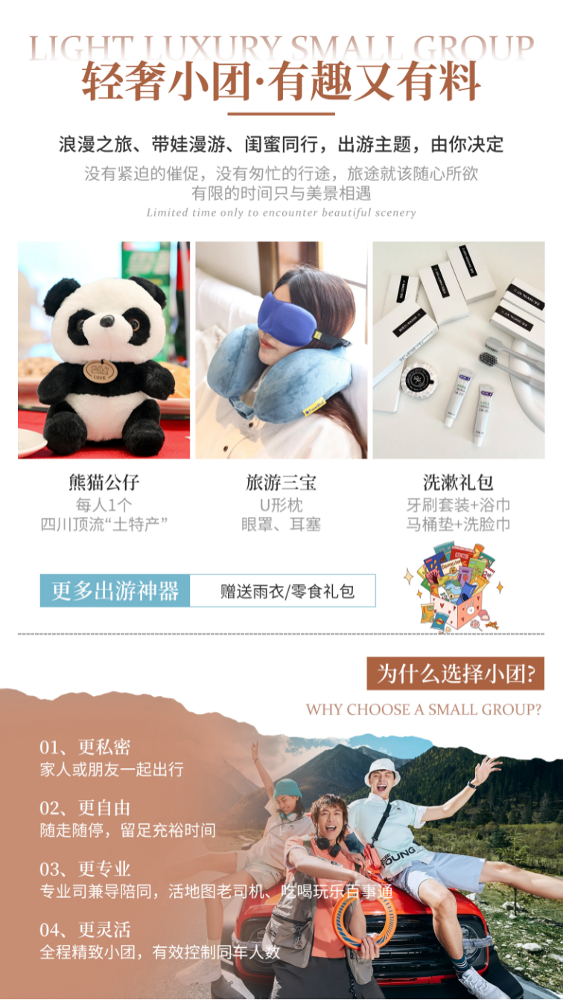 LIGHT LUXURY SMALL GROUP
轻奢小团·有趣又有料
浪漫之旅、带娃漫游、闺蜜同行，出游主题，由你决定
没有紧迫的催促，没有匆忙的行途，旅途就该随心所欲
有限的时间只与美景相遇
Limited time only to encounter beautiful scenery
LOVE
熊猫公仔
每人1个
四川顶流“土特产”
旅游三宝
U形枕
眼罩、耳塞
洗漱礼包
牙刷套装+浴巾
马桶垫+洗脸巾
更多出游神器
赠送雨衣/零食礼包
为什么选择小团?
WHY CHOOSE A SMALL GROUP?
01、更私密
家人或朋友一起出行
02、更自由
随走随停，留足充裕时间
03、更专业
专业司兼导陪同，活地图老司机、吃喝玩乐百事通
04、更灵活
全程精致小团，有效控制同车人数
YOUNG